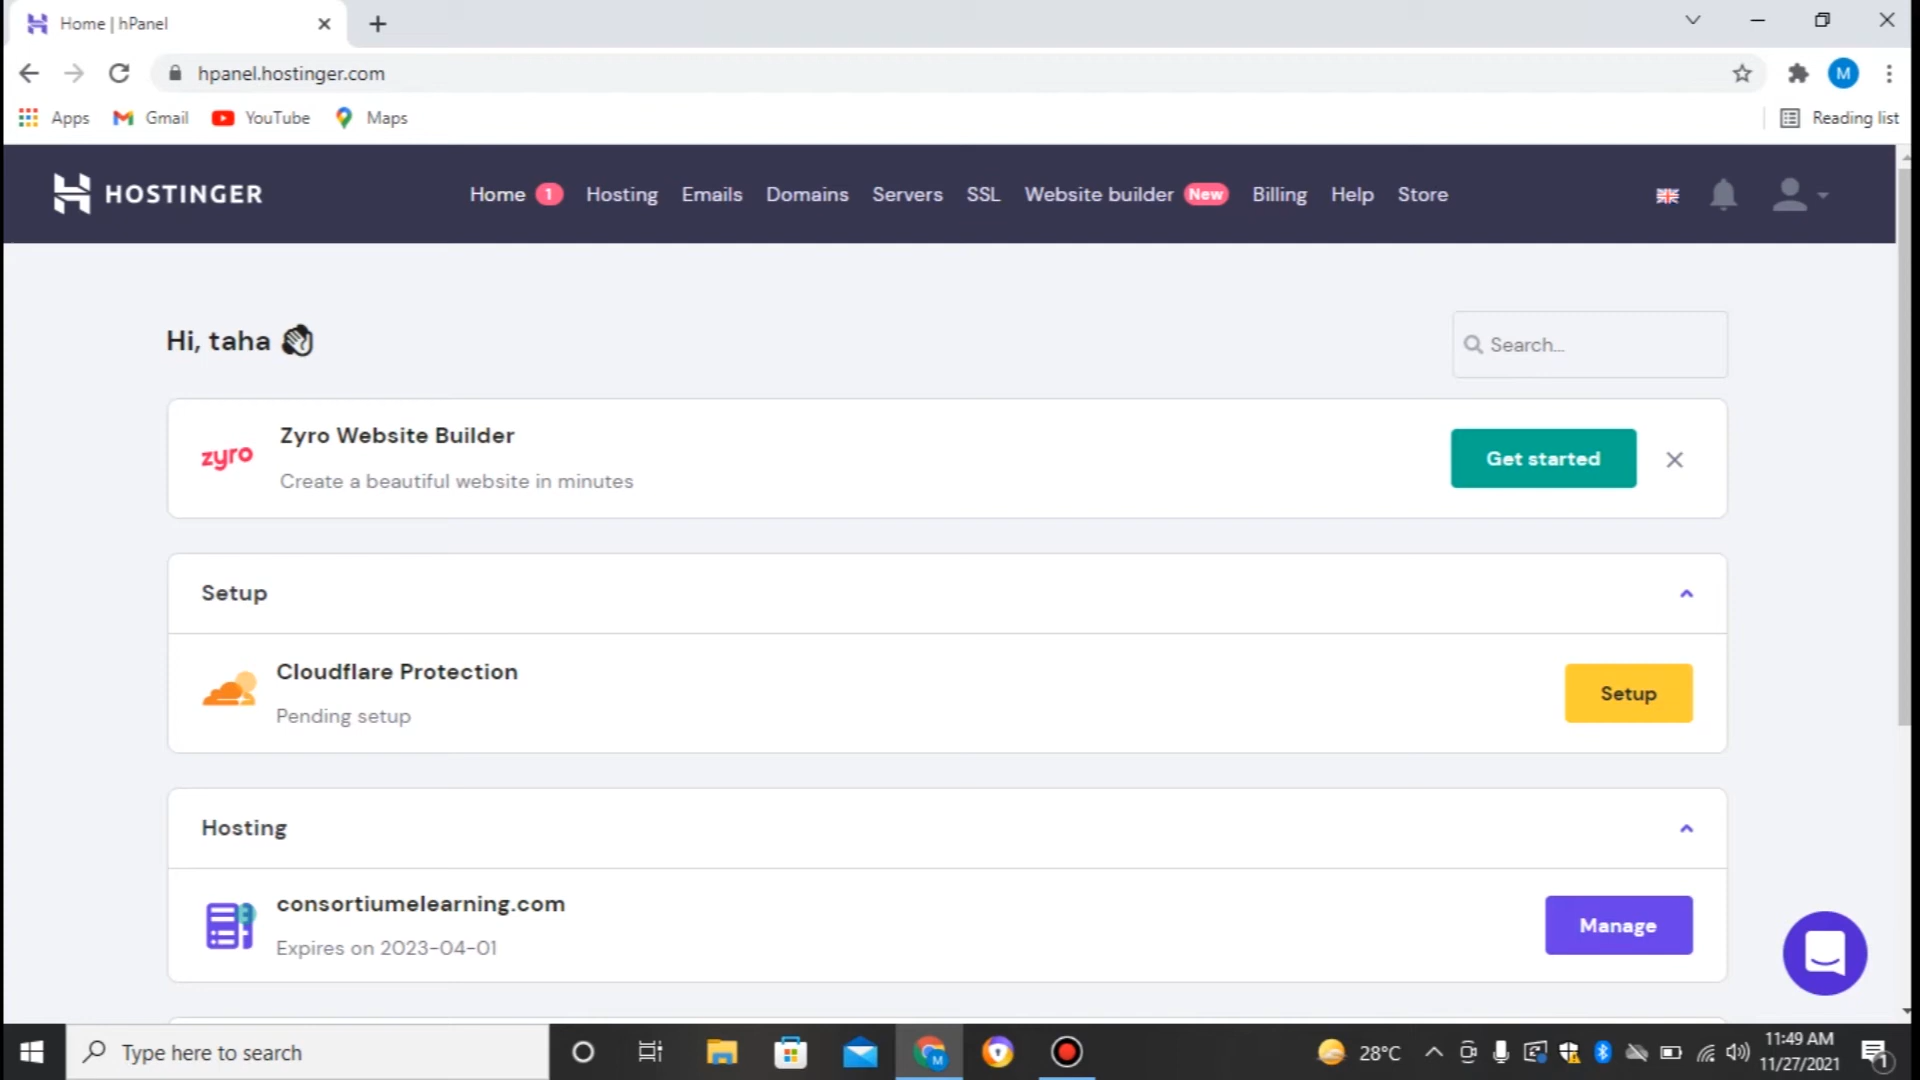 Home | hPanel
hpanel.hostinger.com
M
Apps Gmail YouTube Maps Reading list
HOSTINGER Home 1 Hosting Emails Domains Servers SSL Website builder New Billing Help Store
Hi, taha
Search...
zyro
Zyro Website Builder
Create a beautiful website in minutes
Get started
Setup
Cloudflare Protection
Pending setup
Setup
Hosting
consortiumelearning.com
Expires on 2023-04-01
Manage
Type here to search
M
28°C
11:49 AM
11/27/2021
1